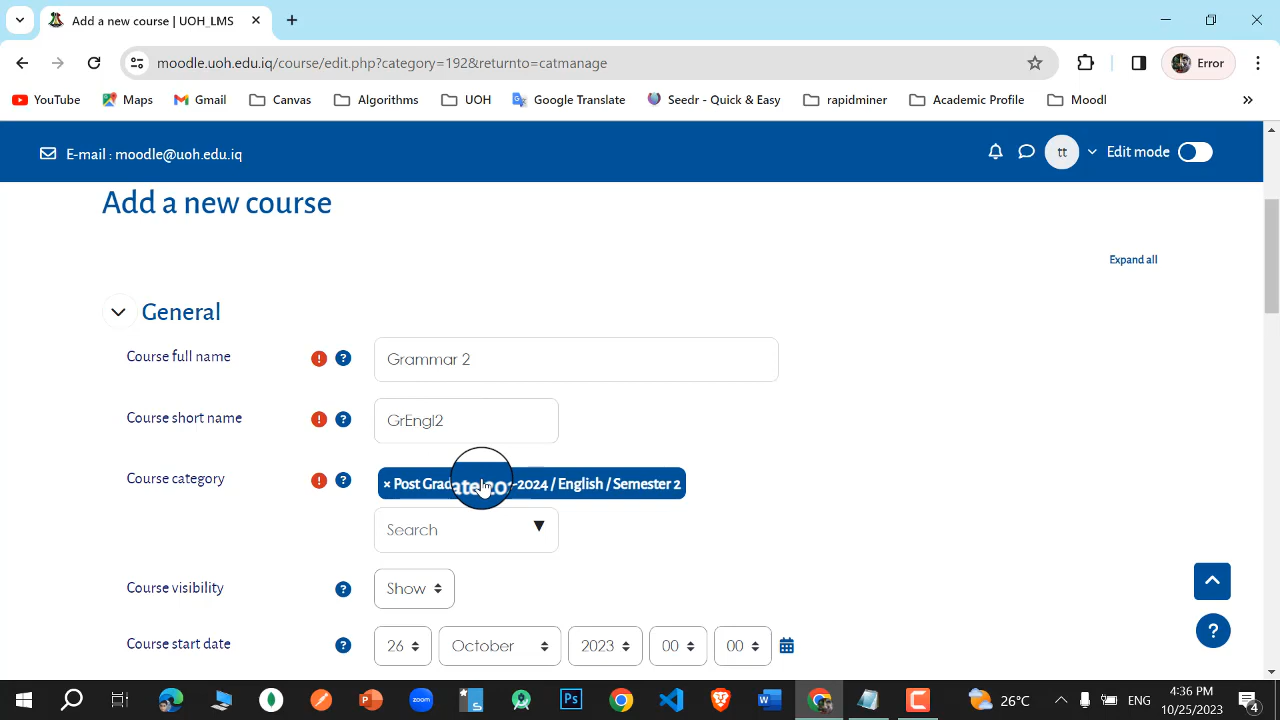 Add a new course | UOH_LMS
moodle.uoh.edu.iq/course/edit.php?category=192&returnto=catmanage
Error
YouTube Maps Gmail Canvas Algorithms UOH Google Translate Seedr - Quick & Easy rapidminer Academic Profile Moodl
E-mail : moodle@uoh.edu.iq
tt
Edit mode
Add a new course
Expand all
General
Course full name ! ? Grammar 2
Course short name ! ? GrEngl2
Course category ! ? × Post -2024 / English / Semester 2
Search
Course visibility ? Show
Course start date ? 26 October 2023 00 00
?
26°C
ENG
4:36 PM
10/25/2023
4